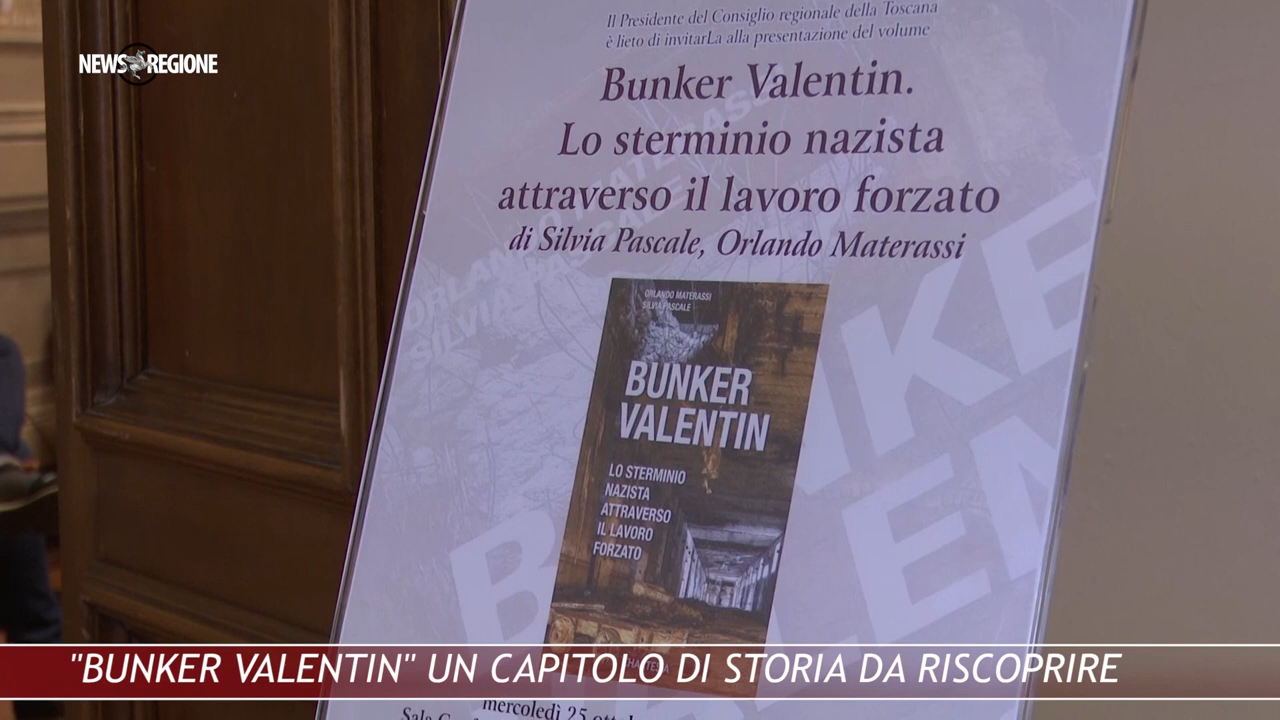 NEWS REGIONE
Il Presidente del Consiglio regionale della Toscana
è lieto di invitarLa alla presentazione del volume
Bunker Valentin.
Lo sterminio nazista
attraverso il lavoro forzato
di Silvia Pascale, Orlando Materassi
ORLANDO MATERASSI
SILVIA PASCALE
BUNKER
VALENTIN
LO STERMINIO
NAZISTA
ATTRAVERSO
IL LAVORO
FORZATO
"BUNKER VALENTIN" UN CAPITOLO DI STORIA DA RISCOPRIRE
mercoledì 25
Sala